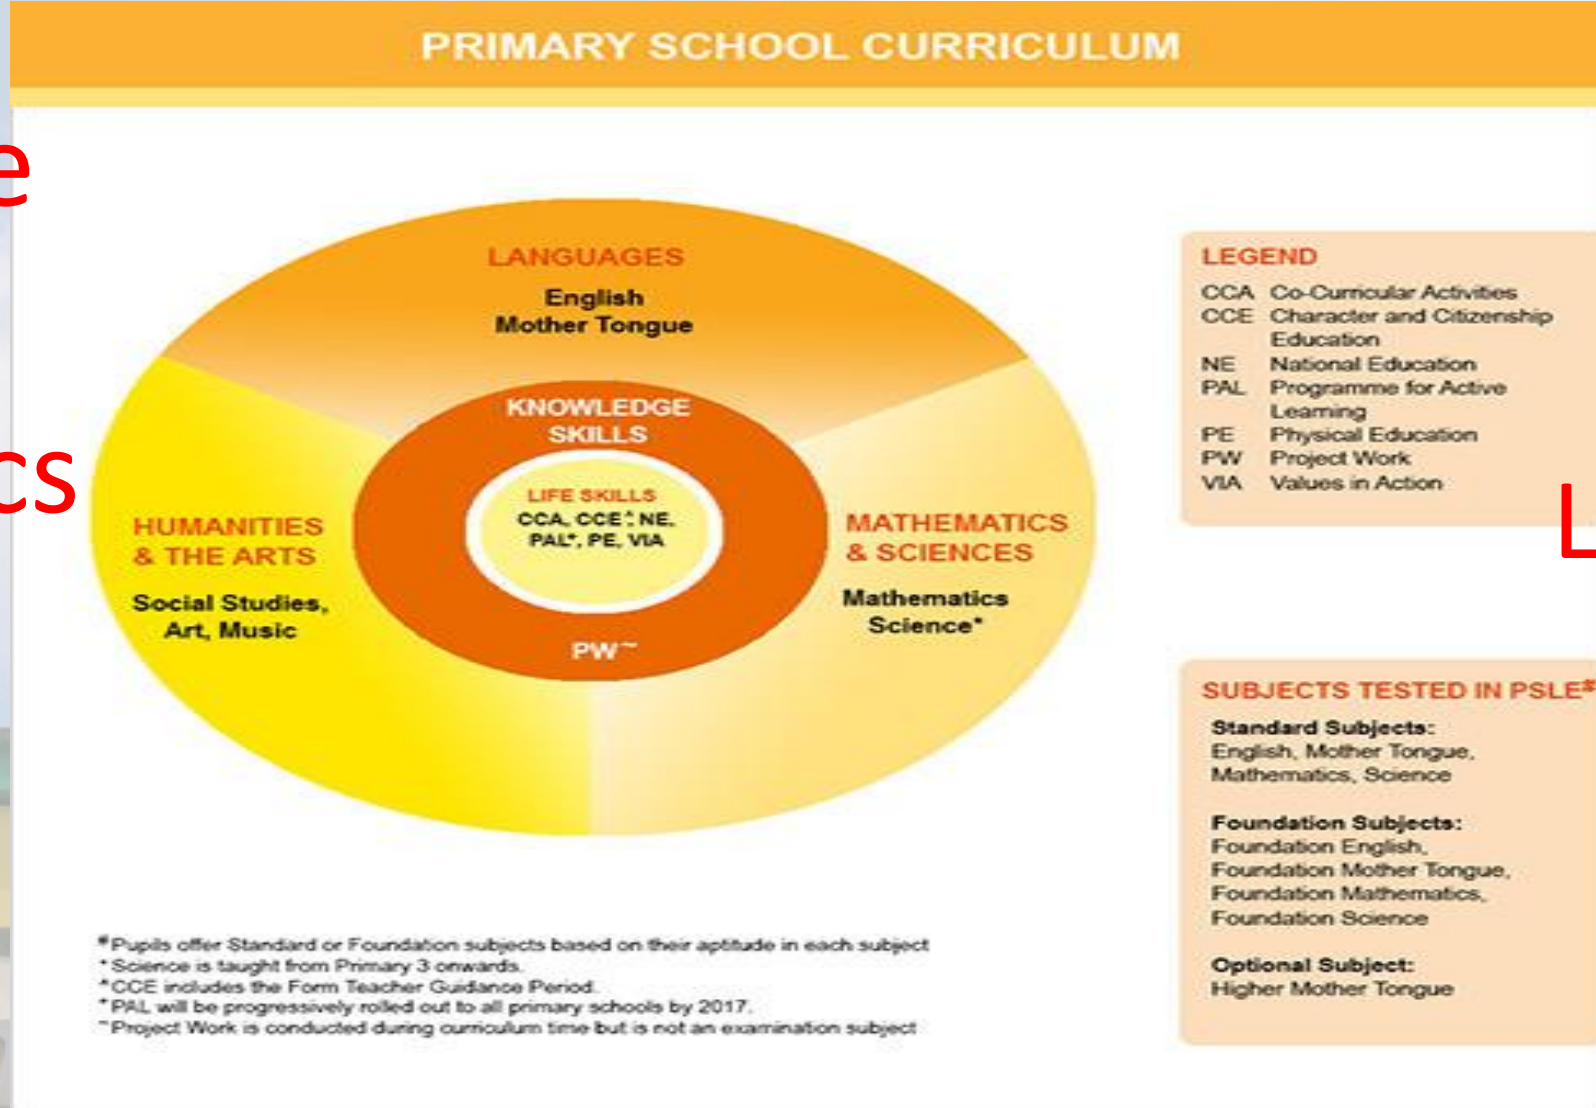 PRIMARY SCHOOL CURRICULUM
e
cs
L
LANGUAGES
English
Mother Tongue
KNOWLEDGE
SKILLS
LIFE SKILLS
CCA, CCE^, NE,
PAL*, PE, VIA
PW~
HUMANITIES
& THE ARTS
Social Studies,
Art, Music
MATHEMATICS
& SCIENCES
Mathematics
Science*
LEGEND
CCA Co-Curricular Activities
CCE Character and Citizenship
Education
NE National Education
PAL Programme for Active
Learning
PE Physical Education
PW Project Work
VIA Values in Action
SUBJECTS TESTED IN PSLE#
Standard Subjects:
English, Mother Tongue,
Mathematics, Science
Foundation Subjects:
Foundation English,
Foundation Mother Tongue,
Foundation Mathematics,
Foundation Science
Optional Subject:
Higher Mother Tongue
#Pupils offer Standard or Foundation subjects based on their aptitude in each subject
*Science is taught from Primary 3 onwards.
^CCE includes the Form Teacher Guidance Period.
*PAL will be progressively rolled out to all primary schools by 2017.
~Project Work is conducted during curriculum time but is not an examination subject